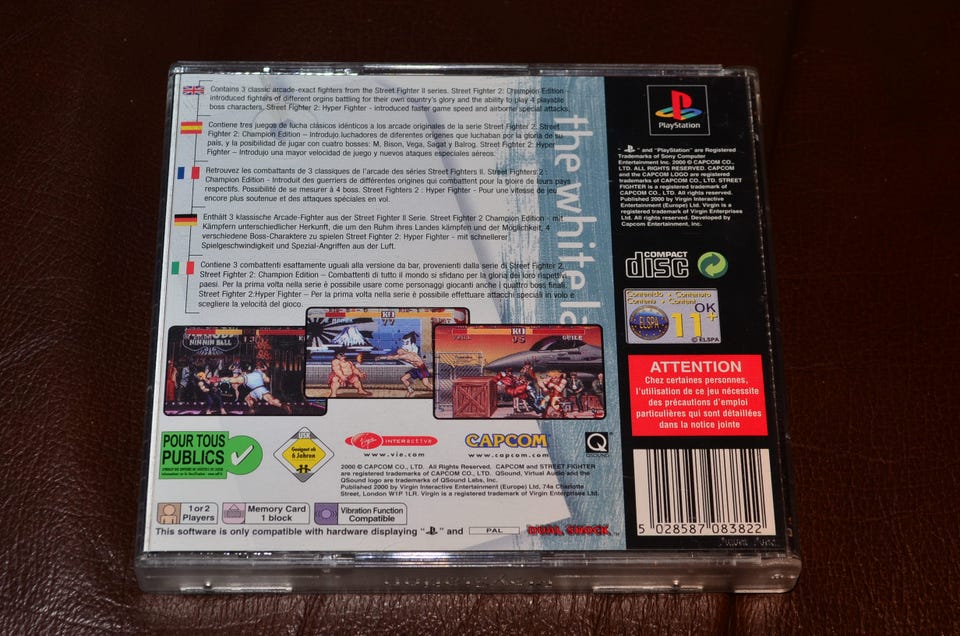 Contains 3 classic arcade-exact fighters from the Street Fighter II series. Street Fighter 2: Champion Edition -
introduced fighters of different orgins battling for their own country's glory and the ability to play 4 playable
boss characters, Street Fighter 2: Hyper Fighter - introduced faster game speed and airborne special attacks.
Contiene tres juegos de lucha clásicos idénticos a los arcade originales de la serie Street Fighter 2. Street
Fighter 2: Champion Edition – Introdujo luchadores de diferentes orígenes que luchaban por la gloria de su
país, y la posibilidad de jugar con cuatro bosses: M, Bison, Vega, Sagat y Balrog. Street Fighter 2: Hyper
Fighter – Introdujo una mayor velocidad de juego y nuevos ataques especiales aéreos.
Retrouvez les combattants de 3 classiques de l'arcade des séries Street Fighters II. Street Fighters 2 :
Champion Edition - Introduit des guerriers de différentes origines qui combattent pour la gloire de leurs pays
respectifs. Possibilité de se mesurer à 4 boss. Street Fighters 2 : Hyper Fighter - Pour une vitesse de jeu
encore plus soutenue et des attaques spéciales en vol.
Enthält 3 klassische Arcade-Fighter aus der Street Fighter II Serie. Street Fighter 2 Champion Edition - mit
Kämpfern unterschiedlicher Herkunft, die um den Ruhm ihres Landes kämpfen und der Möglichkeit, 4
verschiedene Boss-Charaktere zu spielen Street Fighter 2: Hyper Fighter - mit schnellerer
Spielgeschwindigkeit und Spezial-Angriffen aus der Luft.
Contiene 3 combattenti esattamente uguali alla versione da bar, provenienti dalla serie di Street Fighter 2.
Street Fighter 2: Champion Edition – Combattenti di tutto il mondo si sfidano per la gloria dei loro rispettivi
paesi. Per la prima volta nella serie è possibile usare come personaggi giocanti anche i quattro boss finali.
Street Fighter 2:Hyper Fighter – Per la prima volta nella serie è possibile effettuare attacchi speciali in volo e
scegliere la velocità del gioco.
the white l
NIN-NIN HALL
KO
77
KO
95
GUILE
POUR TOUS
PUBLICS
USK
Geeignet ab
6 Jahren
Virgin INTERACTIVE
www.vie.com
CAPCOM
www.capcom.com
Q
QSOUND
2000 © CAPCOM CO., LTD. All Rights Reserved. CAPCOM and STREET FIGHTER
are registered trademarks of CAPCOM CO., LTD. QSound, Virtual Audio and the
QSound logo are trademarks of QSound Labs, Inc.
Published 2000 by Virgin Interactive Entertainment (Europe) Ltd, 74a Charlotte
Street, London W1F 1LR. Virgin is a registered trademark of Virgin Enterprises Ltd.
1 or 2
Players
Memory Card
1 block
Vibration Function
Compatible
This software is only compatible with hardware displaying " " and PAL DUAL SHOCK™
PlayStation
" " and "PlayStation" are Registered
Trademarks of Sony Computer
Entertainment Inc. 2000 © CAPCOM CO.,
LTD. ALL RIGHTS RESERVED. CAPCOM
and the CAPCOM LOGO are registered
trademarks of CAPCOM CO., LTD. STREET
FIGHTER is a registered trademark of
CAPCOM CO., LTD. All Rights Reserved.
Published 2000 by Virgin Interactive
Entertainment (Europe) Ltd. Virgin is a
registered trademark of Virgin Enterprises
Ltd. All rights reserved. Developed by
Capcom Entertainment, Inc.
COMPACT
disc
Contenido · Contenuto
ELSPA
11+
OK
© ELSPA
ATTENTION
Chez certaines personnes,
l'utilisation de ce jeu nécessite
des précautions d'emploi
particulières qui sont détaillées
dans la notice jointe
5 028587 083822